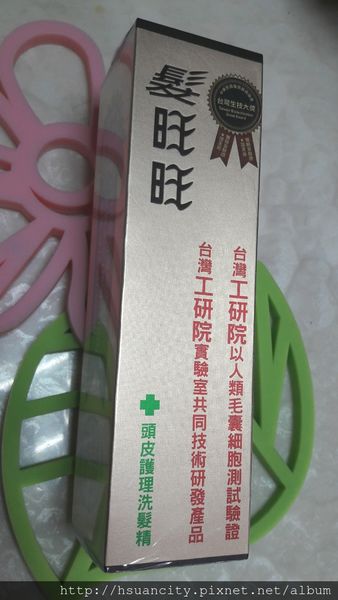 髮旺旺
台灣生技大使
台灣工研院以人類毛囊細胞測試驗證
台灣工研院實驗室共同技術研發產品
頭皮護理洗髮精
http://hsuancity.pixnet.net/album